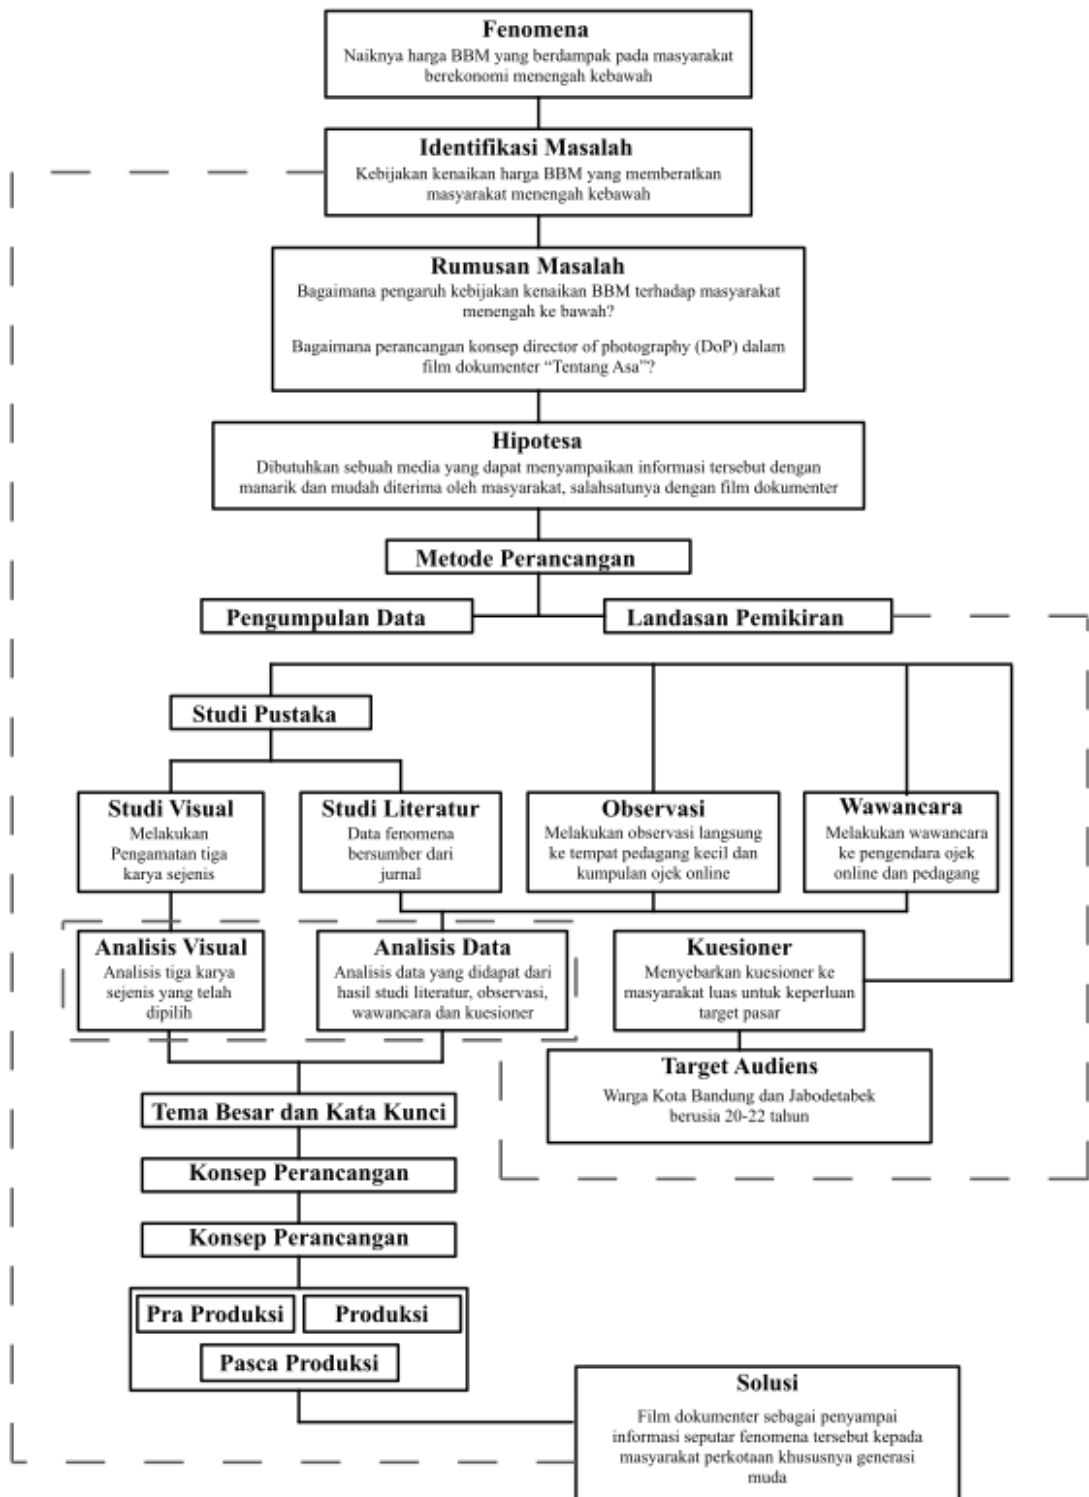 Fenomena
Naiknya harga BBM yang berdampak pada masyarakat
berekonomi menengah kebawah
Identifikasi Masalah
Kebijakan kenaikan harga BBM yang memberatkan
masyarakat menengah kebawah
Rumusan Masalah
Bagaimana pengaruh kebijakan kenaikan BBM terhadap masyarakat
menengah ke bawah?
Bagaimana perancangan konsep director of photography (DoP) dalam
film dokumenter “Tentang Asa”?
Hipotesa
Dibutuhkan sebuah media yang dapat menyampaikan informasi tersebut dengan
manarik dan mudah diterima oleh masyarakat, salahsatunya dengan film dokumenter
Metode Perancangan
Pengumpulan Data
Landasan Pemikiran
Studi Pustaka
Studi Visual
Melakukan
Pengamatan tiga
karya sejenis
Studi Literatur
Data fenomena
bersumber dari
jurnal
Observasi
Melakukan observasi langsung
ke tempat pedagang kecil dan
kumpulan ojek online
Wawancara
Melakukan wawancara
ke pengendara ojek
online dan pedagang
Analisis Visual
Analisis tiga karya
sejenis yang telah
dipilih
Analisis Data
Analisis data yang didapat dari
hasil studi literatur, observasi,
wawancara dan kuesioner
Kuesioner
Menyebarkan kuesioner ke
masyarakat luas untuk keperluan
target pasar
Target Audiens
Warga Kota Bandung dan Jabodetabek
berusia 20-22 tahun
Tema Besar dan Kata Kunci
Konsep Perancangan
Konsep Perancangan
Pra Produksi
Produksi
Pasca Produksi
Solusi
Film dokumenter sebagai penyampai
informasi seputar fenomena tersebut kepada
masyarakat perkotaan khususnya generasi
muda